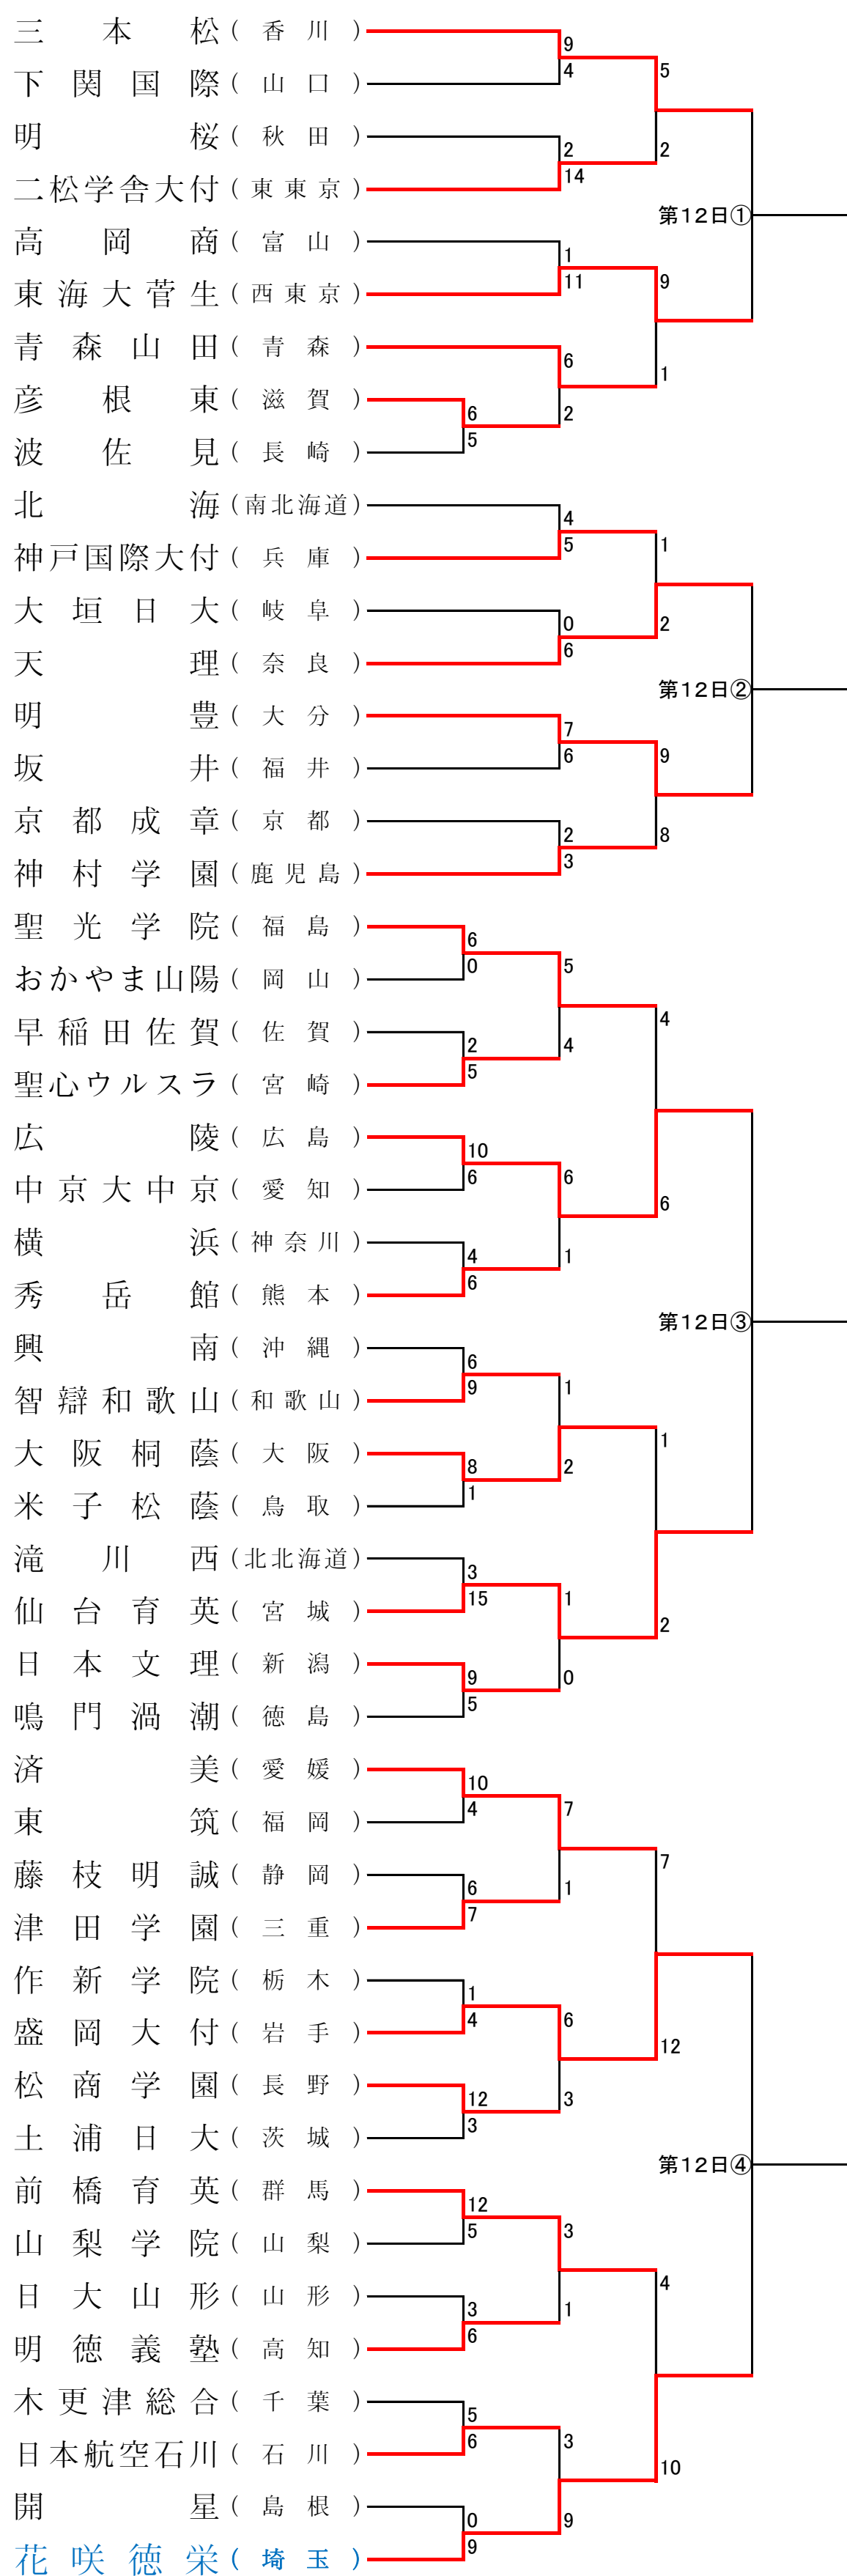 三本松(香川)
9
4
5
下関国際(山口)
明桜(秋田)
2
14
2
二松学舎大付(東東京)
第12日①
高岡商(富山)
1
11
9
東海大菅生(西東京)
青森山田(青森)
6
2
1
彦根東(滋賀)
6
5
波佐見(長崎)
北海(南北海道)
4
5
1
神戸国際大付(兵庫)
大垣日大(岐阜)
0
6
2
天理(奈良)
第12日②
明豊(大分)
7
6
9
坂井(福井)
京都成章(京都)
2
3
8
神村学園(鹿児島)
聖光学院(福島)
6
0
5
おかやま山陽(岡山)
早稲田佐賀(佐賀)
2
5
4
4
聖心ウルスラ(宮崎)
広陵(広島)
10
6
6
6
中京大中京(愛知)
横浜(神奈川)
4
6
1
秀岳館(熊本)
第12日③
興南(沖縄)
6
9
1
智辯和歌山(和歌山)
大阪桐蔭(大阪)
8
1
2
1
米子松蔭(鳥取)
滝川西(北北海道)
3
15
1
2
仙台育英(宮城)
日本文理(新潟)
9
5
0
鳴門渦潮(徳島)
済美(愛媛)
10
4
7
東筑(福岡)
藤枝明誠(静岡)
6
7
1
7
津田学園(三重)
作新学院(栃木)
1
4
6
12
盛岡大付(岩手)
松商学園(長野)
12
3
3
土浦日大(茨城)
第12日④
前橋育英(群馬)
12
5
3
山梨学院(山梨)
日大山形(山形)
3
6
1
4
明徳義塾(高知)
木更津総合(千葉)
5
6
3
10
日本航空石川(石川)
開星(島根)
0
9
9
花咲徳栄(埼玉)